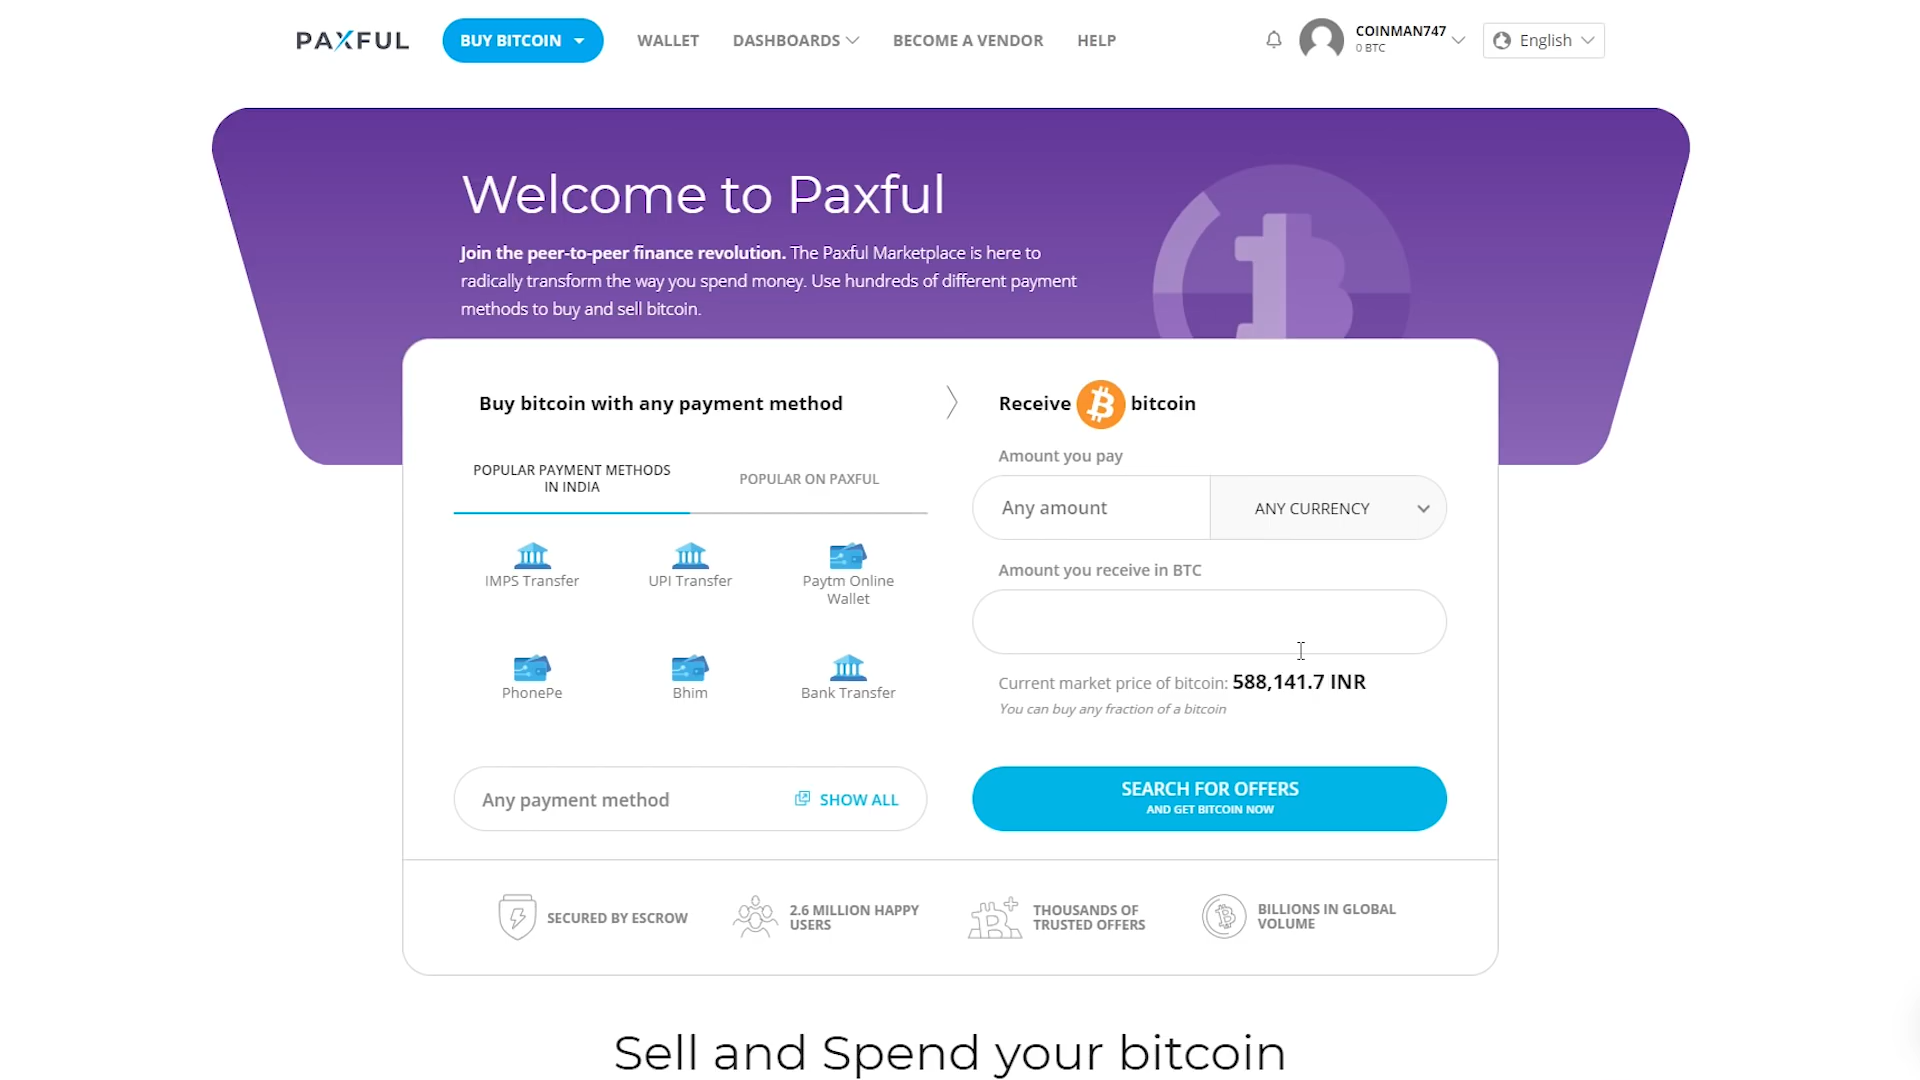 PAXFUL
BUY BITCOIN
WALLET
DASHBOARDS
BECOME A VENDOR
HELP
COINMAN747
0 BTC
English
Welcome to Paxful
Join the peer-to-peer finance revolution. The Paxful Marketplace is here to
radically transform the way you spend money. Use hundreds of different payment
methods to buy and sell bitcoin.
Buy bitcoin with any payment method
POPULAR PAYMENT METHODS
IN INDIA
POPULAR ON PAXFUL
IMPS Transfer
UPI Transfer
Paytm Online
Wallet
PhonePe
Bhim
Bank Transfer
Any payment method
SHOW ALL
Receive bitcoin
Amount you pay
Any amount
ANY CURRENCY
Amount you receive in BTC
Current market price of bitcoin: 588,141.7 INR
You can buy any fraction of a bitcoin
SEARCH FOR OFFERS
AND GET BITCOIN NOW
SECURED BY ESCROW
2.6 MILLION HAPPY
USERS
THOUSANDS OF
TRUSTED OFFERS
BILLIONS IN GLOBAL
VOLUME
Sell and Spend your bitcoin